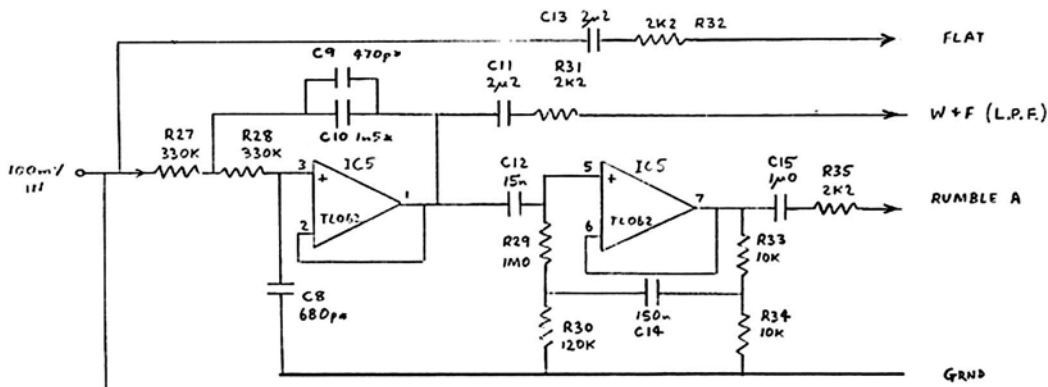 C13 2µ2
2K2 R32
FLAT
C9 470p*
C11
2µ2
R31
2K2
W+F (L.P.F.)
C10 1n5*
R27
330K
R28
330K
IC5
3
+
1
TL062
2
C12
15n
5
IC5
+
7
TL062
6
C15
1µ0
R35
2K2
RUMBLE A
100mV
R29
1M0
R33
10K
C8
680p*
150n
C14
R30
120K
R34
10K
GRND